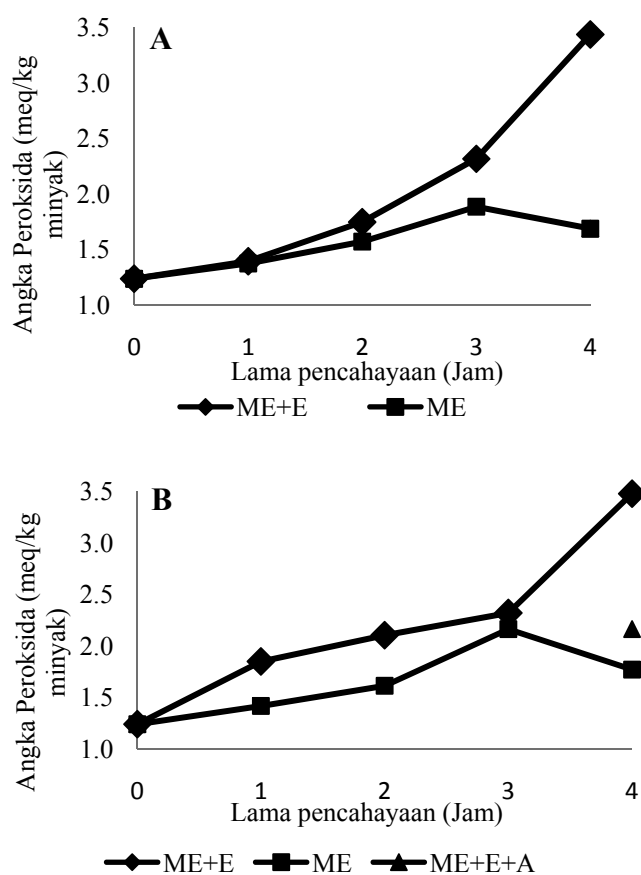 A
Angka Peroksida (meq/kg
minyak)
3.5
3.0
2.5
2.0
1.5
1.0
0 1 2 3 4
Lama pencahayaan (Jam)
ME+E ME
B
Angka Peroksida (meq/kg
minyak)
3.5
3.0
2.5
2.0
1.5
1.0
0 1 2 3 4
Lama pencahayaan (Jam)
ME+E ME ME+E+A